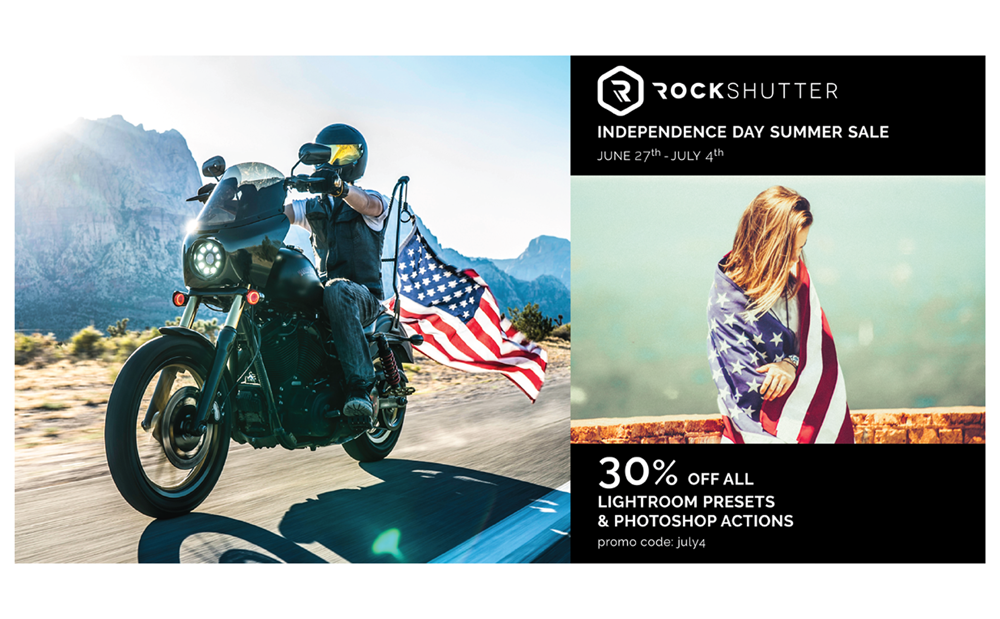 ROCKSHUTTER
INDEPENDENCE DAY SUMMER SALE
JUNE 27th - JULY 4th
30% OFF ALL
LIGHTROOM PRESETS
& PHOTOSHOP ACTIONS
promo code: july4